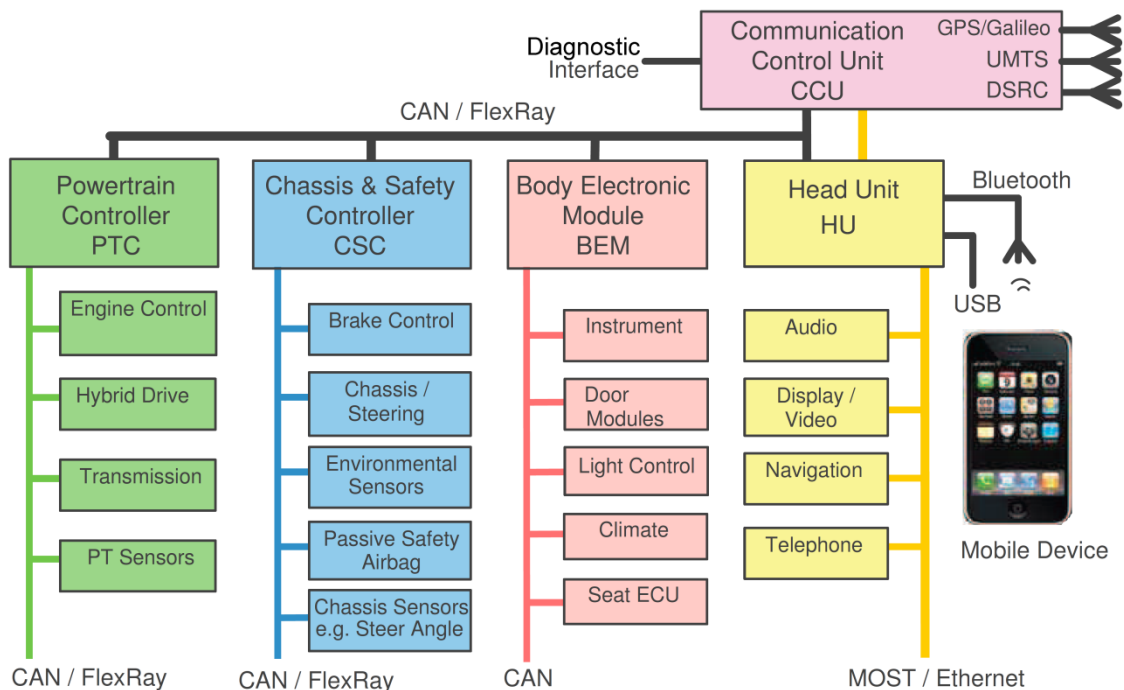 Communication
Control Unit
CCU
GPS/Galileo
UMTS
DSRC
Diagnostic
Interface
CAN / FlexRay
Powertrain
Controller
PTC
Chassis & Safety
Controller
CSC
Body Electronic
Module
BEM
Head Unit
HU
Bluetooth
USB
Engine Control
Hybrid Drive
Transmission
PT Sensors
Brake Control
Chassis /
Steering
Environmental
Sensors
Passive Safety
Airbag
Chassis Sensors
e.g. Steer Angle
Instrument
Door
Modules
Light Control
Climate
Seat ECU
Audio
Display /
Video
Navigation
Telephone
Mobile Device
CAN / FlexRay
CAN / FlexRay
CAN
MOST / Ethernet